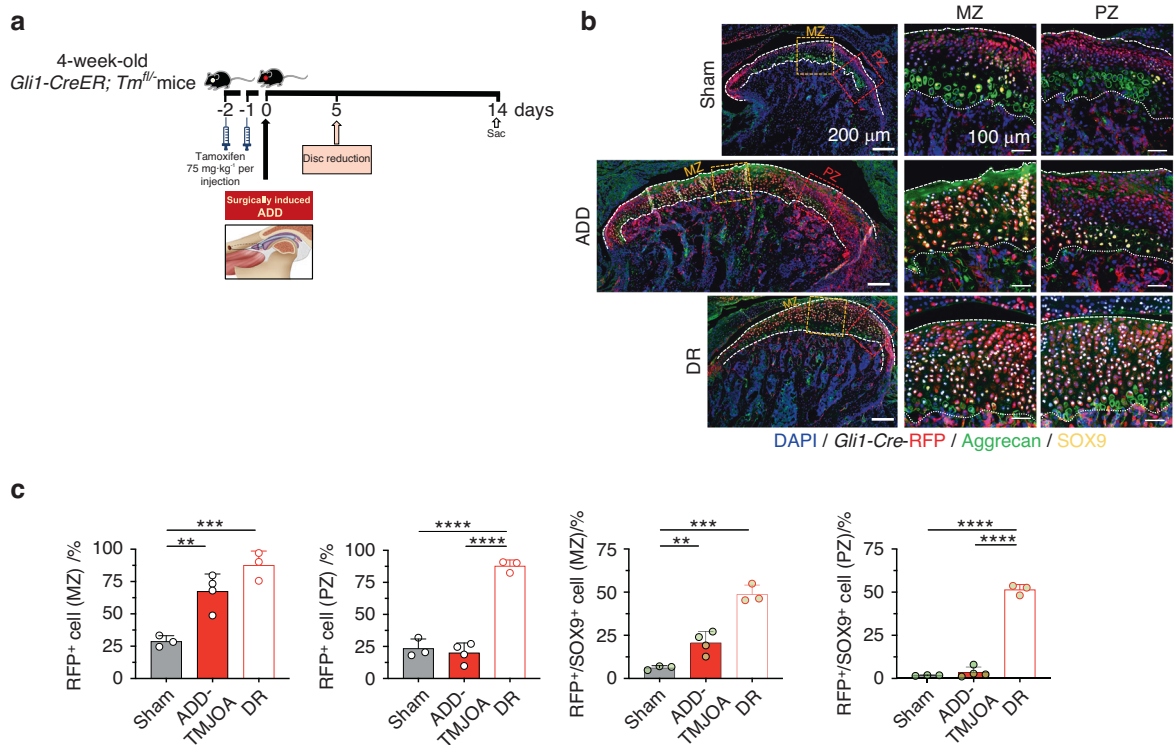 a
4-week-old
Gli1-CreER; Tm^fl/- mice
-2 -1 0 5 14 days
Sac
Tamoxifen
75 mg·kg⁻¹ per
injection
Disc reduction
Surgically induced
ADD
b
MZ PZ
Sham
MZ
PZ
200 μm
100 μm
ADD
MZ
PZ
DR
MZ
PZ
DAPI / Gli1-Cre-RFP / Aggrecan / SOX9
c
RFP⁺ cell (MZ) /%
100
75
50
25
0
***
**
Sham
ADD-
TMJOA
DR
RFP⁺ cell (PZ) /%
100
75
50
25
0
****
****
Sham
ADD-
TMJOA
DR
RFP⁺/SOX9⁺ cell (MZ)/%
75
50
25
0
***
**
Sham
ADD-
TMJOA
DR
RFP⁺/SOX9⁺ cell (PZ)/%
75
50
25
0
****
****
Sham
ADD-
TMJOA
DR